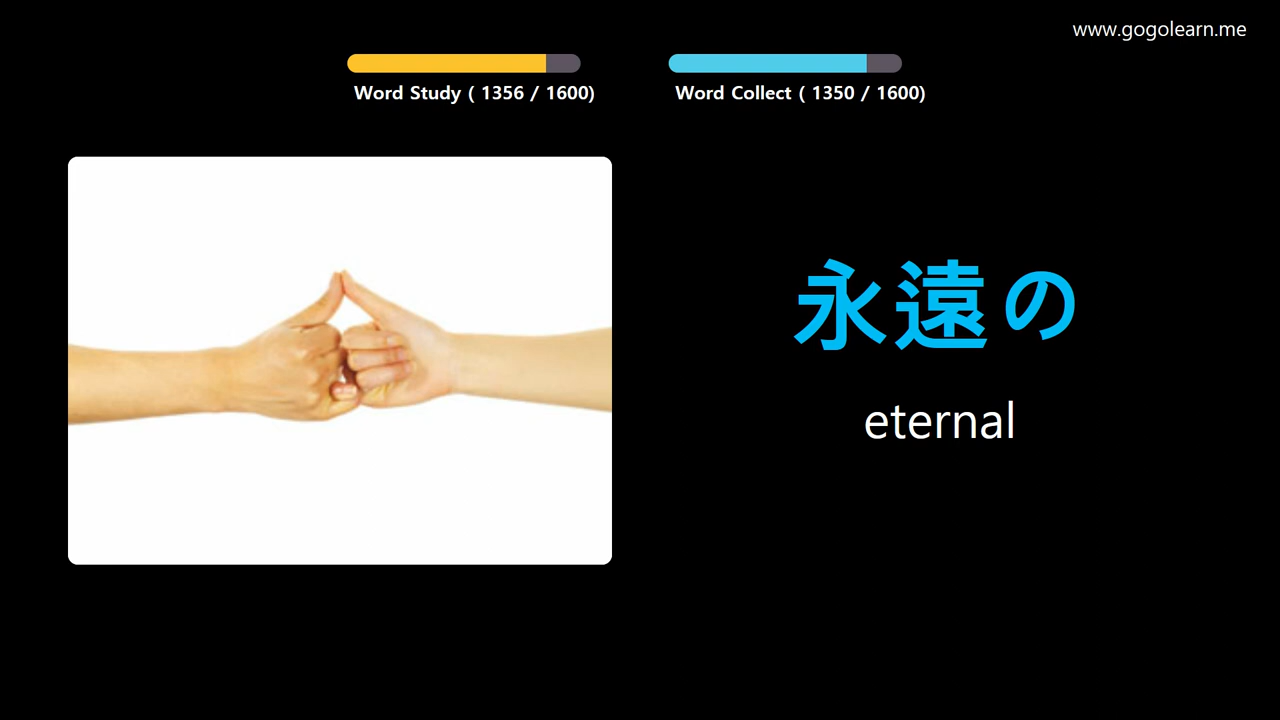 www.gogolearn.me
Word Study ( 1356 / 1600)
Word Collect ( 1350 / 1600)
永遠の
eternal